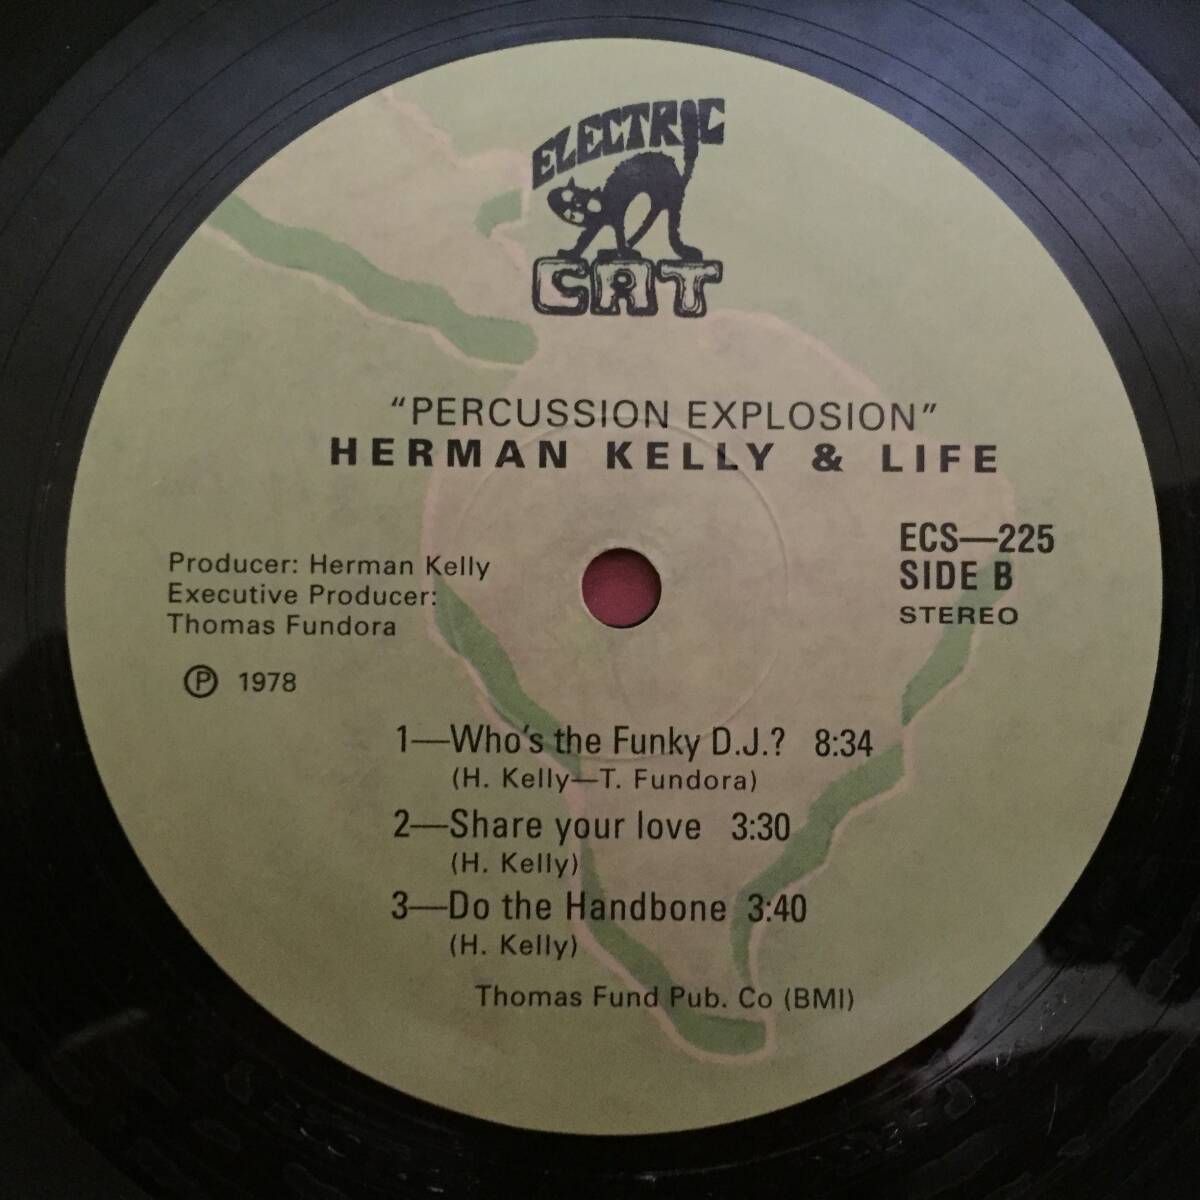 ELECTRIC
CAT
"PERCUSSION EXPLOSION"
HERMAN KELLY & LIFE
ECS—225
SIDE B
STEREO
Producer: Herman Kelly
Executive Producer:
Thomas Fundora
℗ 1978
1—Who's the Funky D.J.? 8:34
(H. Kelly—T. Fundora)
2—Share your love 3:30
(H. Kelly)
3—Do the Handbone 3:40
(H. Kelly)
Thomas Fund Pub. Co (BMI)